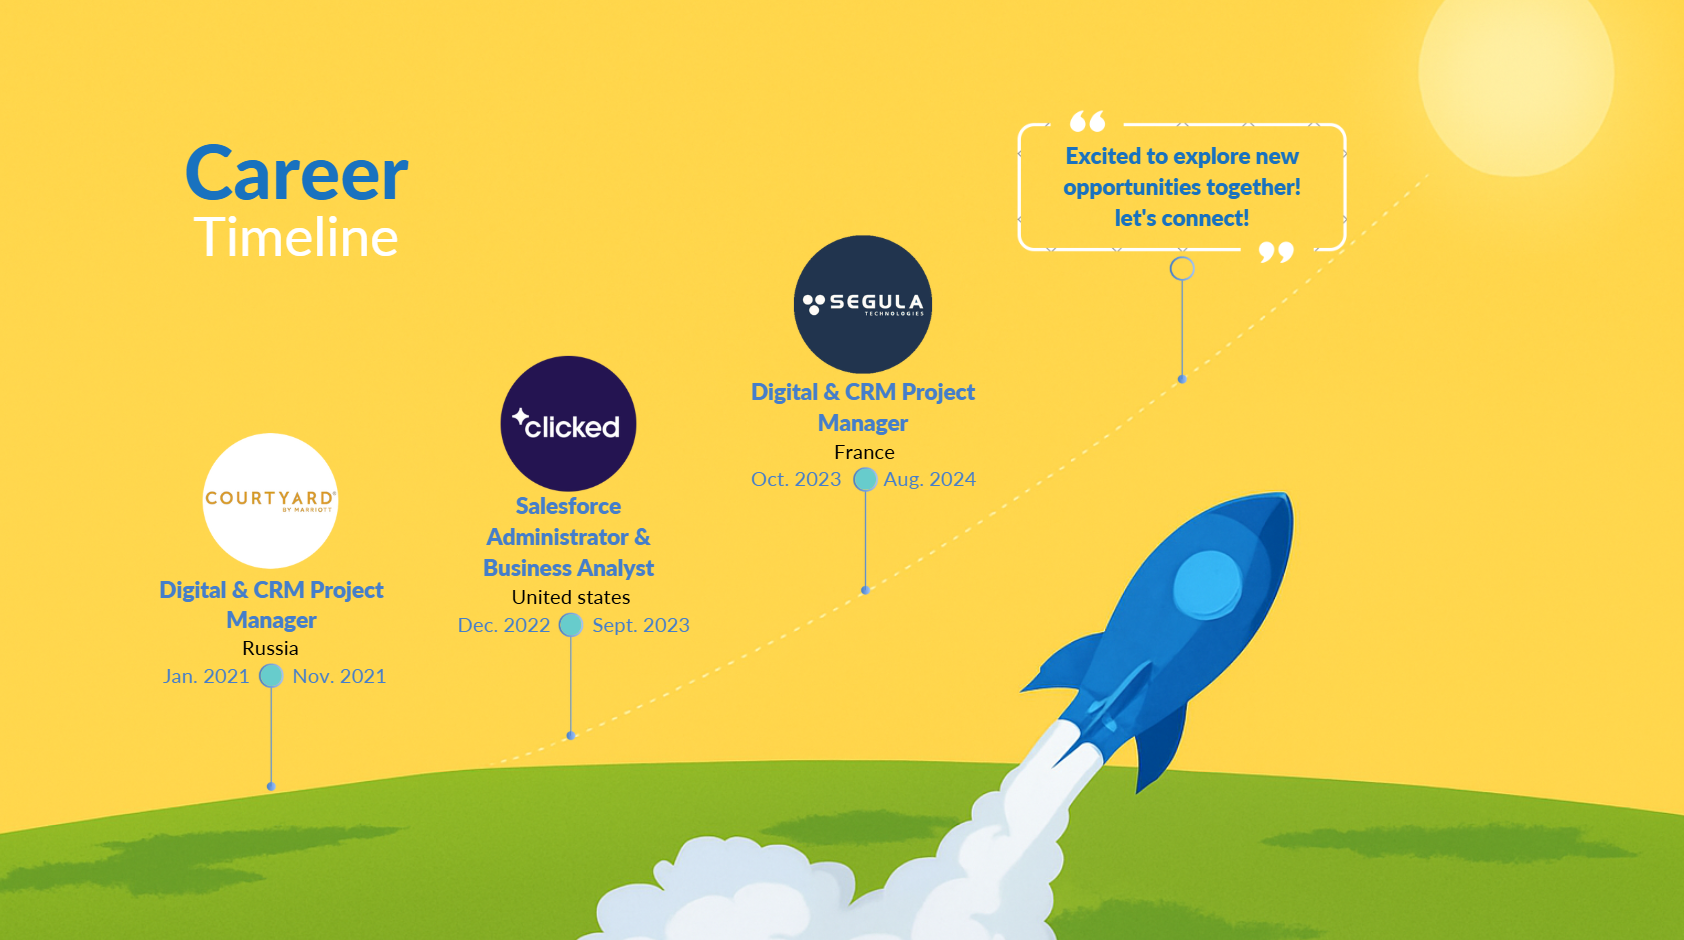 Career
Timeline
“ Excited to explore new
opportunities together!
let's connect! ”
SEGULA
TECHNOLOGIES
Digital & CRM Project
Manager
France
Oct. 2023 Aug. 2024
clicked
Salesforce
Administrator &
Business Analyst
United states
Dec. 2022 Sept. 2023
COURTYARD®
BY MARRIOTT
Digital & CRM Project
Manager
Russia
Jan. 2021 Nov. 2021